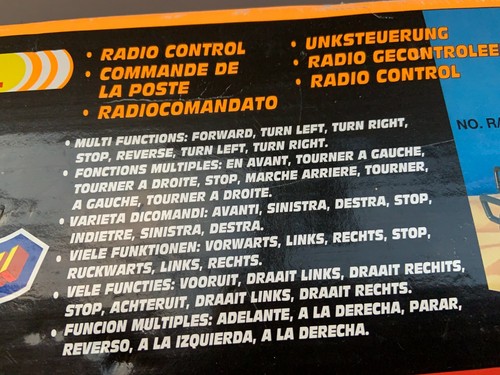 • RADIO CONTROL
• COMMANDE DE
LA POSTE
• RADIOCOMANDATO
• UNKSTEUERUNG
• RADIO GECONTROLEE
• RADIO CONTROL
NO.
• MULTI FUNCTIONS: FORWARD, TURN LEFT, TURN RIGHT,
STOP, REVERSE, TURN LEFT, TURN RIGHT.
• FONCTIONS MULTIPLES: EN AVANT, TOURNER A GAUCHE,
TOURNER A DROITE, STOP, MARCHE ARRIERE, TOURNER,
A GAUCHE, TOURNER A DROITE.
• VARIETA DICOMANDI: AVANTI, SINISTRA, DESTRA, STOP,
INDIETRE, SINISTRA, DESTRA.
• VIELE FUNKTIONEN: VORWARTS, LINKS, RECHTS, STOP,
RUCKWARTS, LINKS, RECHTS.
• VELE FUNCTIES: VOORUIT, DRAAIT LINKS, DRAAIT RECHITS,
STOP, ACHTERUIT, DRAAIT LINKS, DRAAIT RECHTS.
• FUNCION MULTIPLES: ADELANTE, A LA DERECHA, PARAR,
REVERSO, A LA IZQUIERDA, A LA DERECHA.